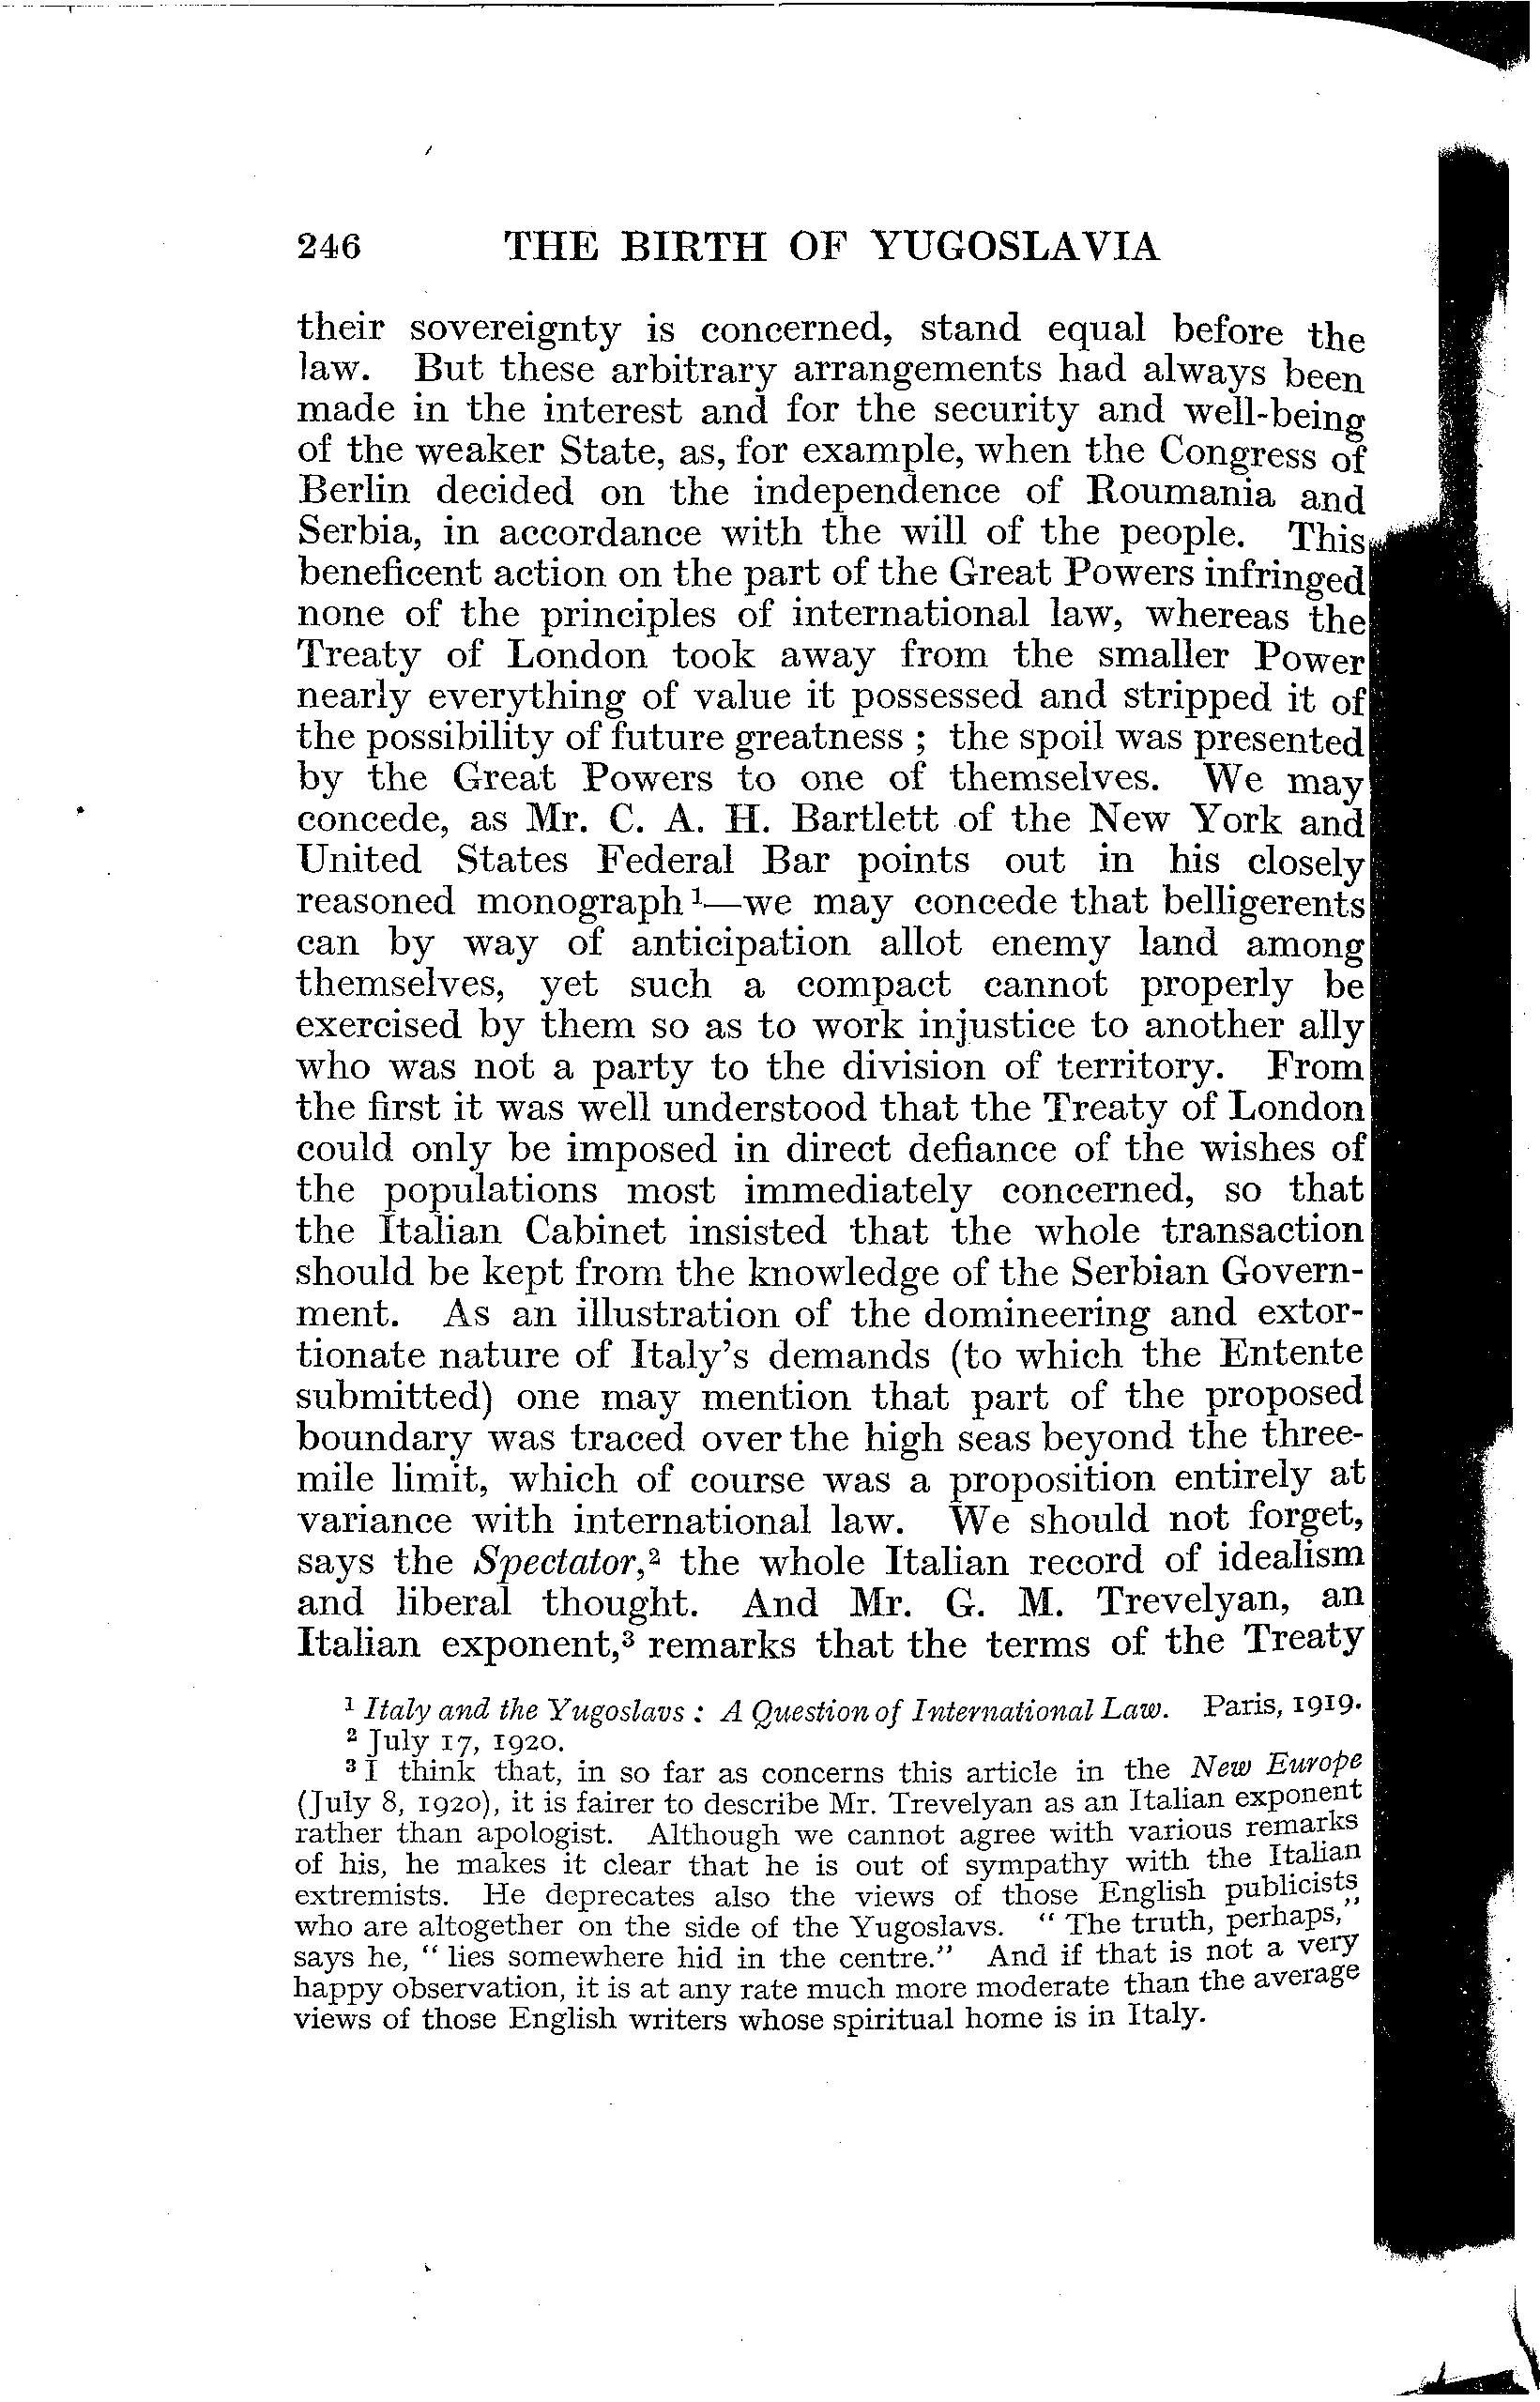 246 THE BIRTH OF YUGOSLAVIA
their sovereignty is concerned, stand equal before the
law. But these arbitrary arrangements had always been
made in the interest and for the security and well-being
of the weaker State, as, for example, when the Congress of
Berlin decided on the independence of Roumania and
Serbia, in accordance with the will of the people. This
beneficent action on the part of the Great Powers infringed
none of the principles of international law, whereas the
Treaty of London took away from the smaller Power
nearly everything of value it possessed and stripped it of
the possibility of future greatness ; the spoil was presented
by the Great Powers to one of themselves. We may
concede, as Mr. C. A. H. Bartlett of the New York and
United States Federal Bar points out in his closely
reasoned monograph ¹—we may concede that belligerents
can by way of anticipation allot enemy land among
themselves, yet such a compact cannot properly be
exercised by them so as to work injustice to another ally
who was not a party to the division of territory. From
the first it was well understood that the Treaty of London
could only be imposed in direct defiance of the wishes of
the populations most immediately concerned, so that
the Italian Cabinet insisted that the whole transaction
should be kept from the knowledge of the Serbian Govern-
ment. As an illustration of the domineering and extor-
tionate nature of Italy's demands (to which the Entente
submitted) one may mention that part of the proposed
boundary was traced over the high seas beyond the three-
mile limit, which of course was a proposition entirely at
variance with international law. We should not forget,
says the Spectator,² the whole Italian record of idealism
and liberal thought. And Mr. G. M. Trevelyan, an
Italian exponent,³ remarks that the terms of the Treaty
¹ Italy and the Yugoslavs : A Question of International Law. Paris, 1919.
² July 17, 1920.
³ I think that, in so far as concerns this article in the New Europe
(July 8, 1920), it is fairer to describe Mr. Trevelyan as an Italian exponent
rather than apologist. Although we cannot agree with various remarks
of his, he makes it clear that he is out of sympathy with the Italian
extremists. He deprecates also the views of those English publicists
who are altogether on the side of the Yugoslavs. " The truth, perhaps,"
says he, " lies somewhere hid in the centre." And if that is not a very
happy observation, it is at any rate much more moderate than the average
views of those English writers whose spiritual home is in Italy.